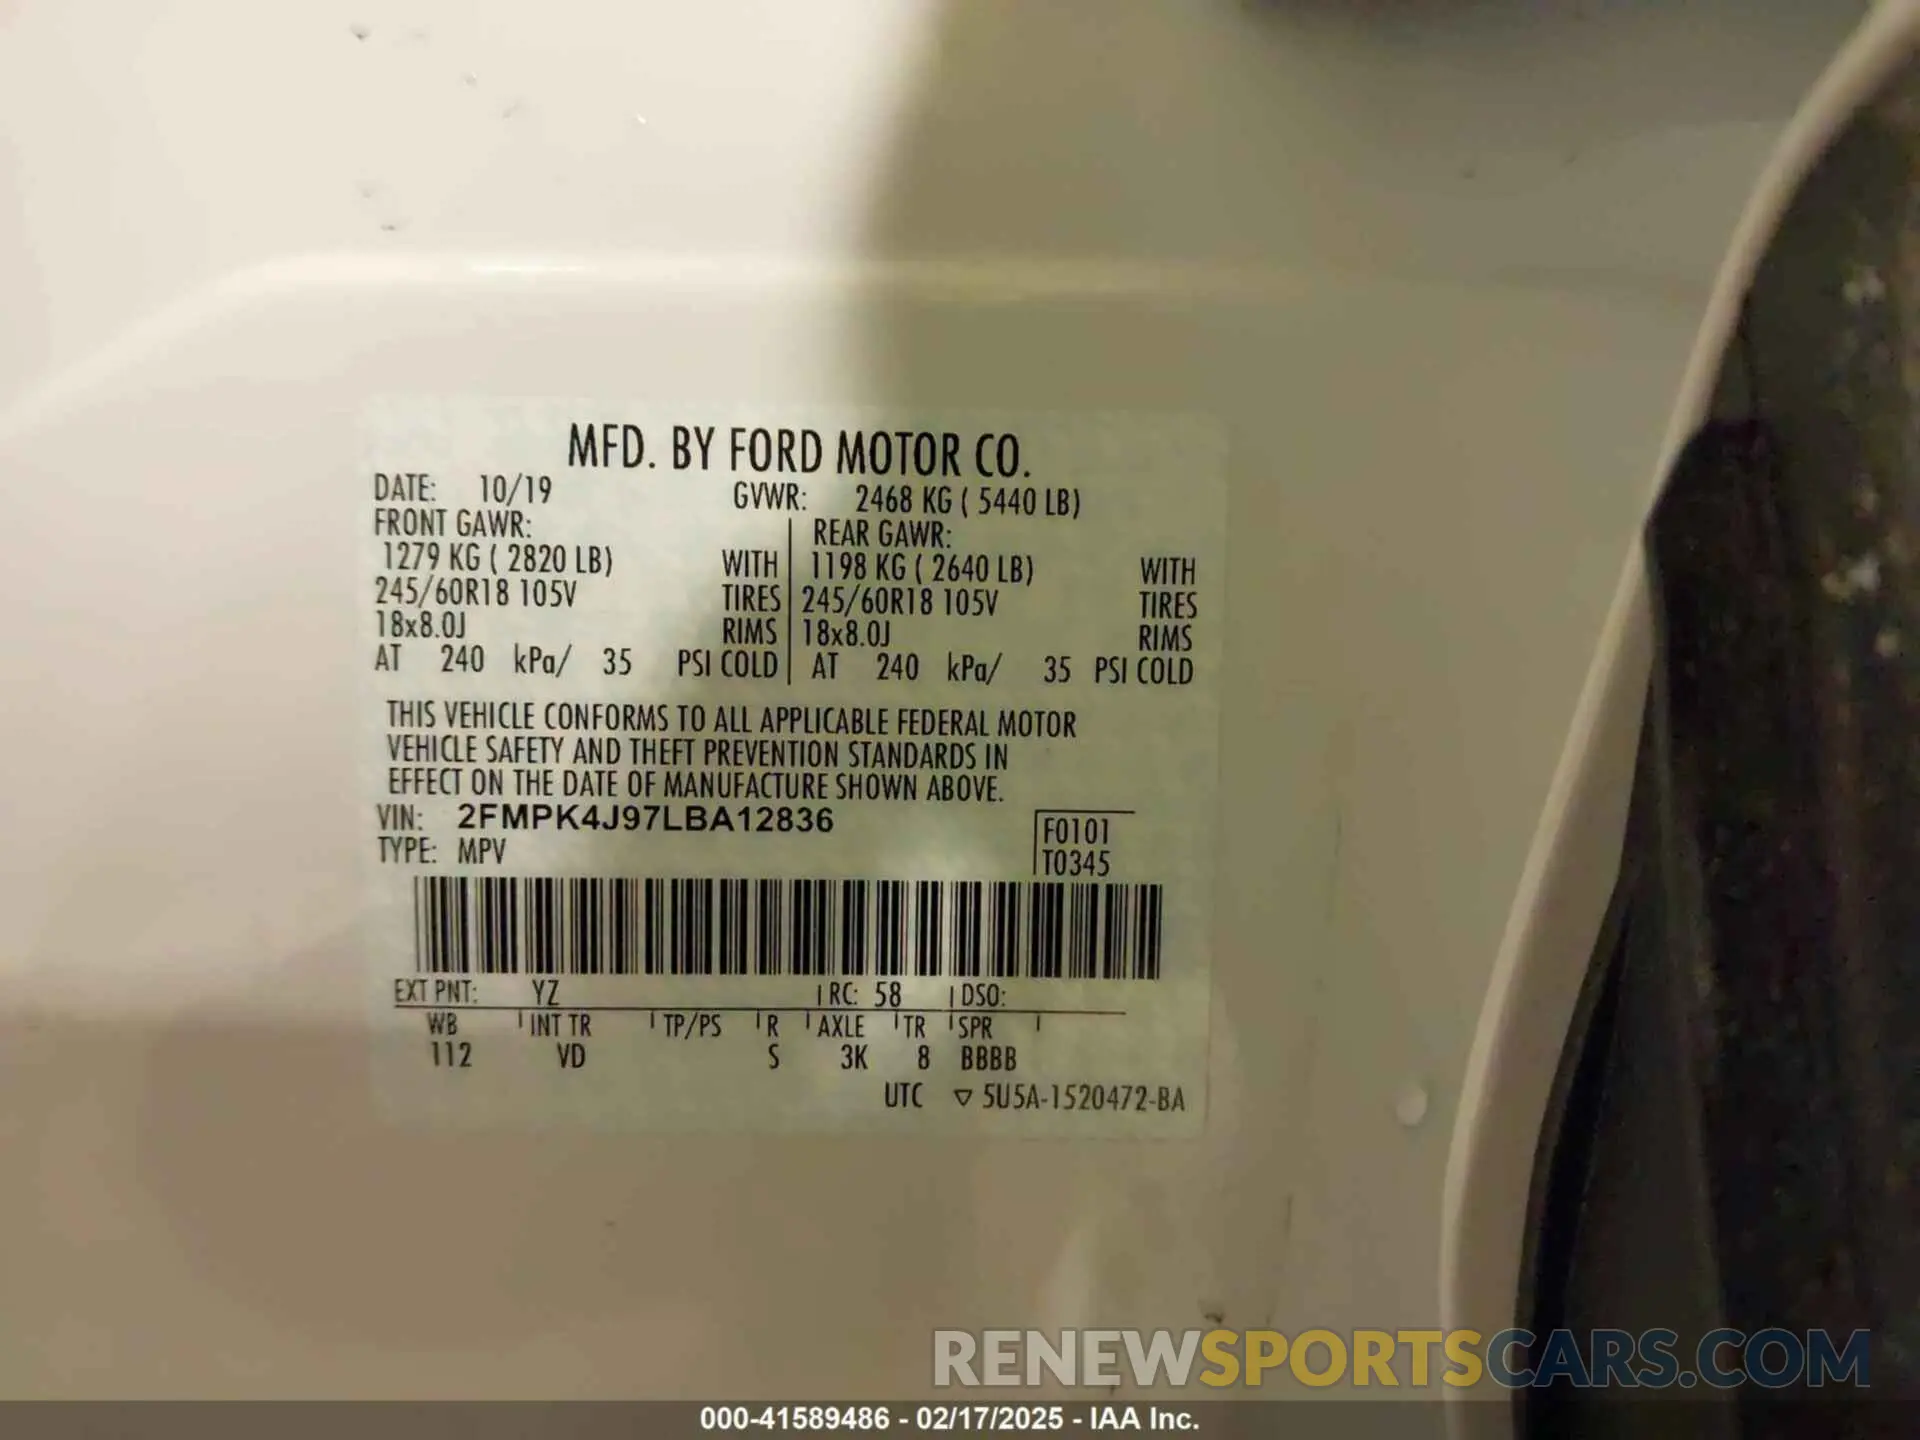 MFD. BY FORD MOTOR CO.
DATE: 10/19 GVWR: 2468 KG ( 5440 LB)
FRONT GAWR: REAR GAWR:
1279 KG ( 2820 LB) WITH 1198 KG ( 2640 LB) WITH
245/60R18 105V TIRES 245/60R18 105V TIRES
18x8.0J RIMS 18x8.0J RIMS
AT 240 kPa/ 35 PSI COLD AT 240 kPa/ 35 PSI COLD
THIS VEHICLE CONFORMS TO ALL APPLICABLE FEDERAL MOTOR
VEHICLE SAFETY AND THEFT PREVENTION STANDARDS IN
EFFECT ON THE DATE OF MANUFACTURE SHOWN ABOVE.
VIN: 2FMPK4J97LBA12836 F0101
TYPE: MPV T0345
EXT PNT: YZ RC: 58 DSO:
WB INT TR TP/PS R AXLE TR SPR
112 VD S 3K 8 BBBB
UTC ▽ 5U5A-1520472-BA
RENEWSPORTSCARS.COM
000-41589486 - 02/17/2025 - IAA Inc.